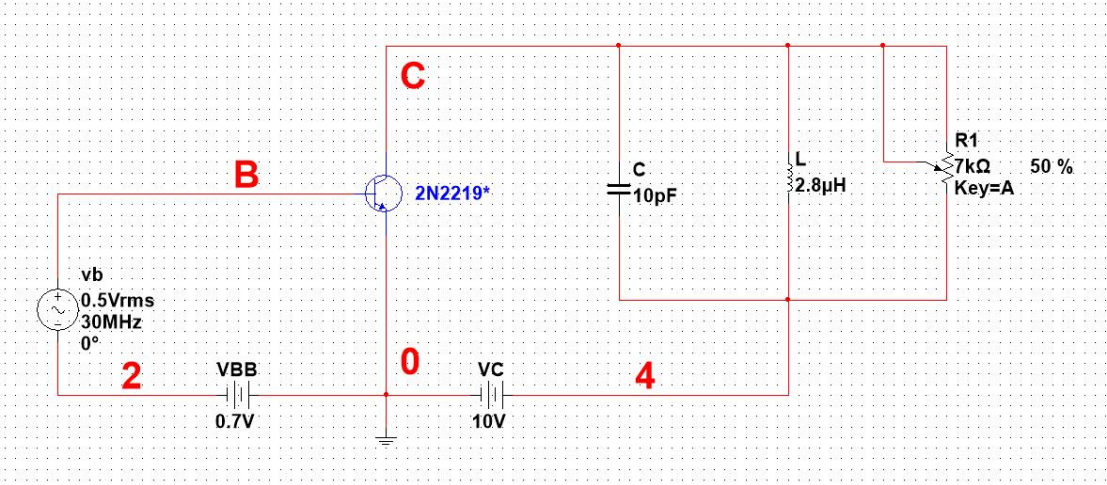 C
B
2N2219*
C
10pF
L
2.8µH
R1
7kΩ
Key=A
50 %
vb
0.5Vrms
30MHz
0°
2
VBB
0.7V
0
VC
10V
4